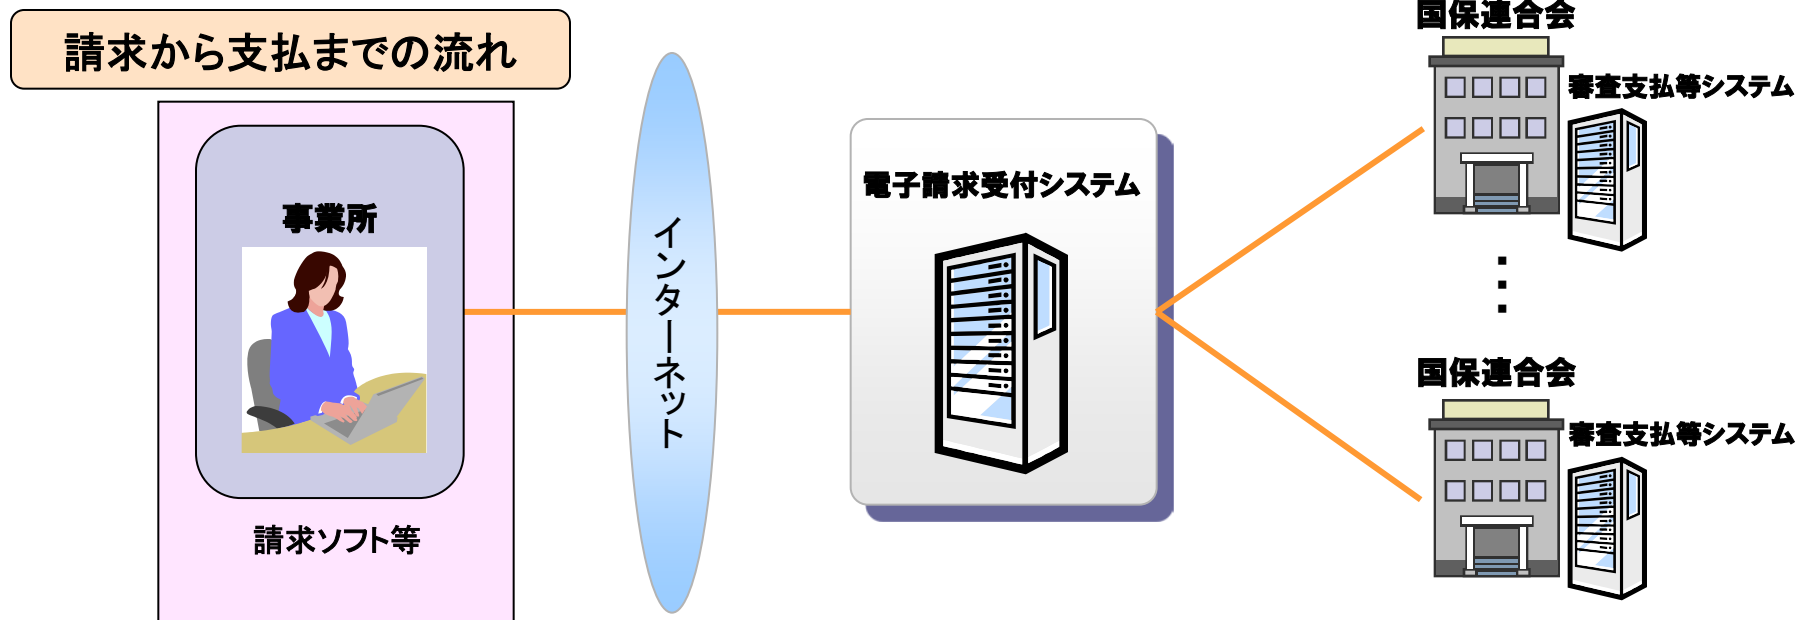 請求から支払までの流れ
事業所
請求ソフト等
インターネット
電子請求受付システム
国保連合会
審査支払等システム
国保連合会
審査支払等システム